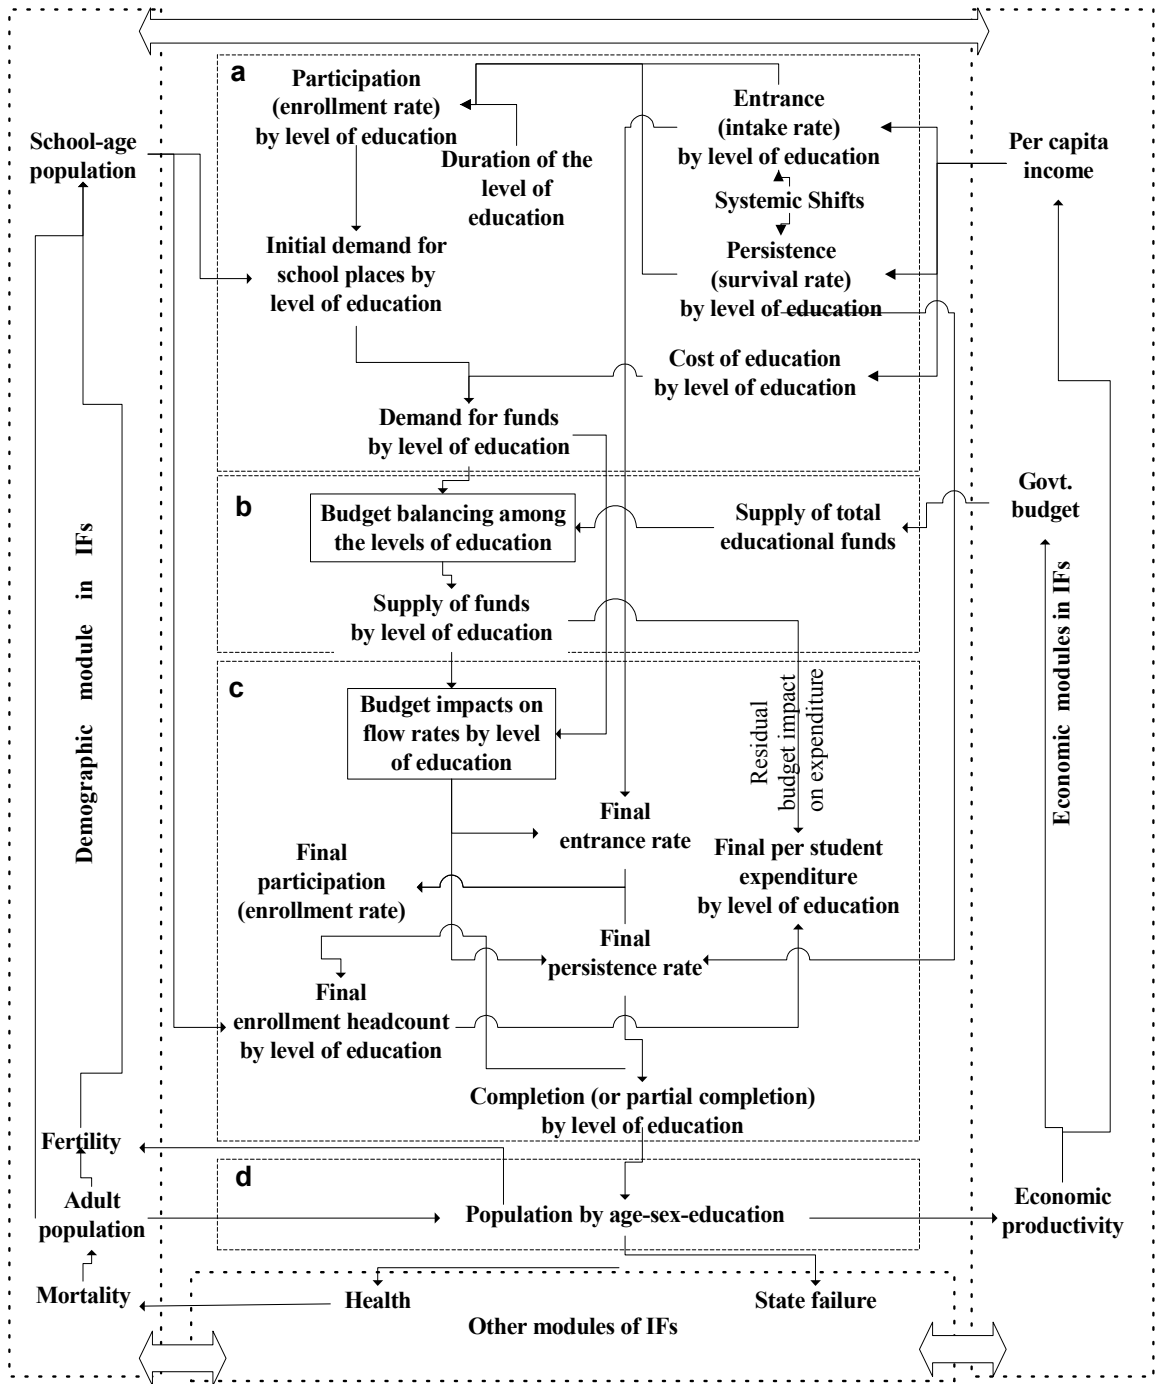 a
Participation
(enrollment rate)
by level of education
Duration of the
level of
education
Entrance
(intake rate)
by level of education
Systemic Shifts
Persistence
(survival rate)
by level of education
School-age
population
Per capita
income
Initial demand for
school places by
level of education
Cost of education
by level of education
Demand for funds
by level of education
b
Budget balancing among
the levels of education
Supply of total
educational funds
Govt.
budget
Supply of funds
by level of education
Demographic module in IFs
Economic modules in IFs
c
Budget impacts on
flow rates by level
of education
Residual
budget impact
on expenditure
Final
entrance rate
Final per student
expenditure
by level of education
Final
participation
(enrollment rate)
Final
persistence rate
Final
enrollment headcount
by level of education
Completion (or partial completion)
by level of education
Fertility
d
Adult
population
Population by age-sex-education
Economic
productivity
Mortality
Health
State failure
Other modules of IFs